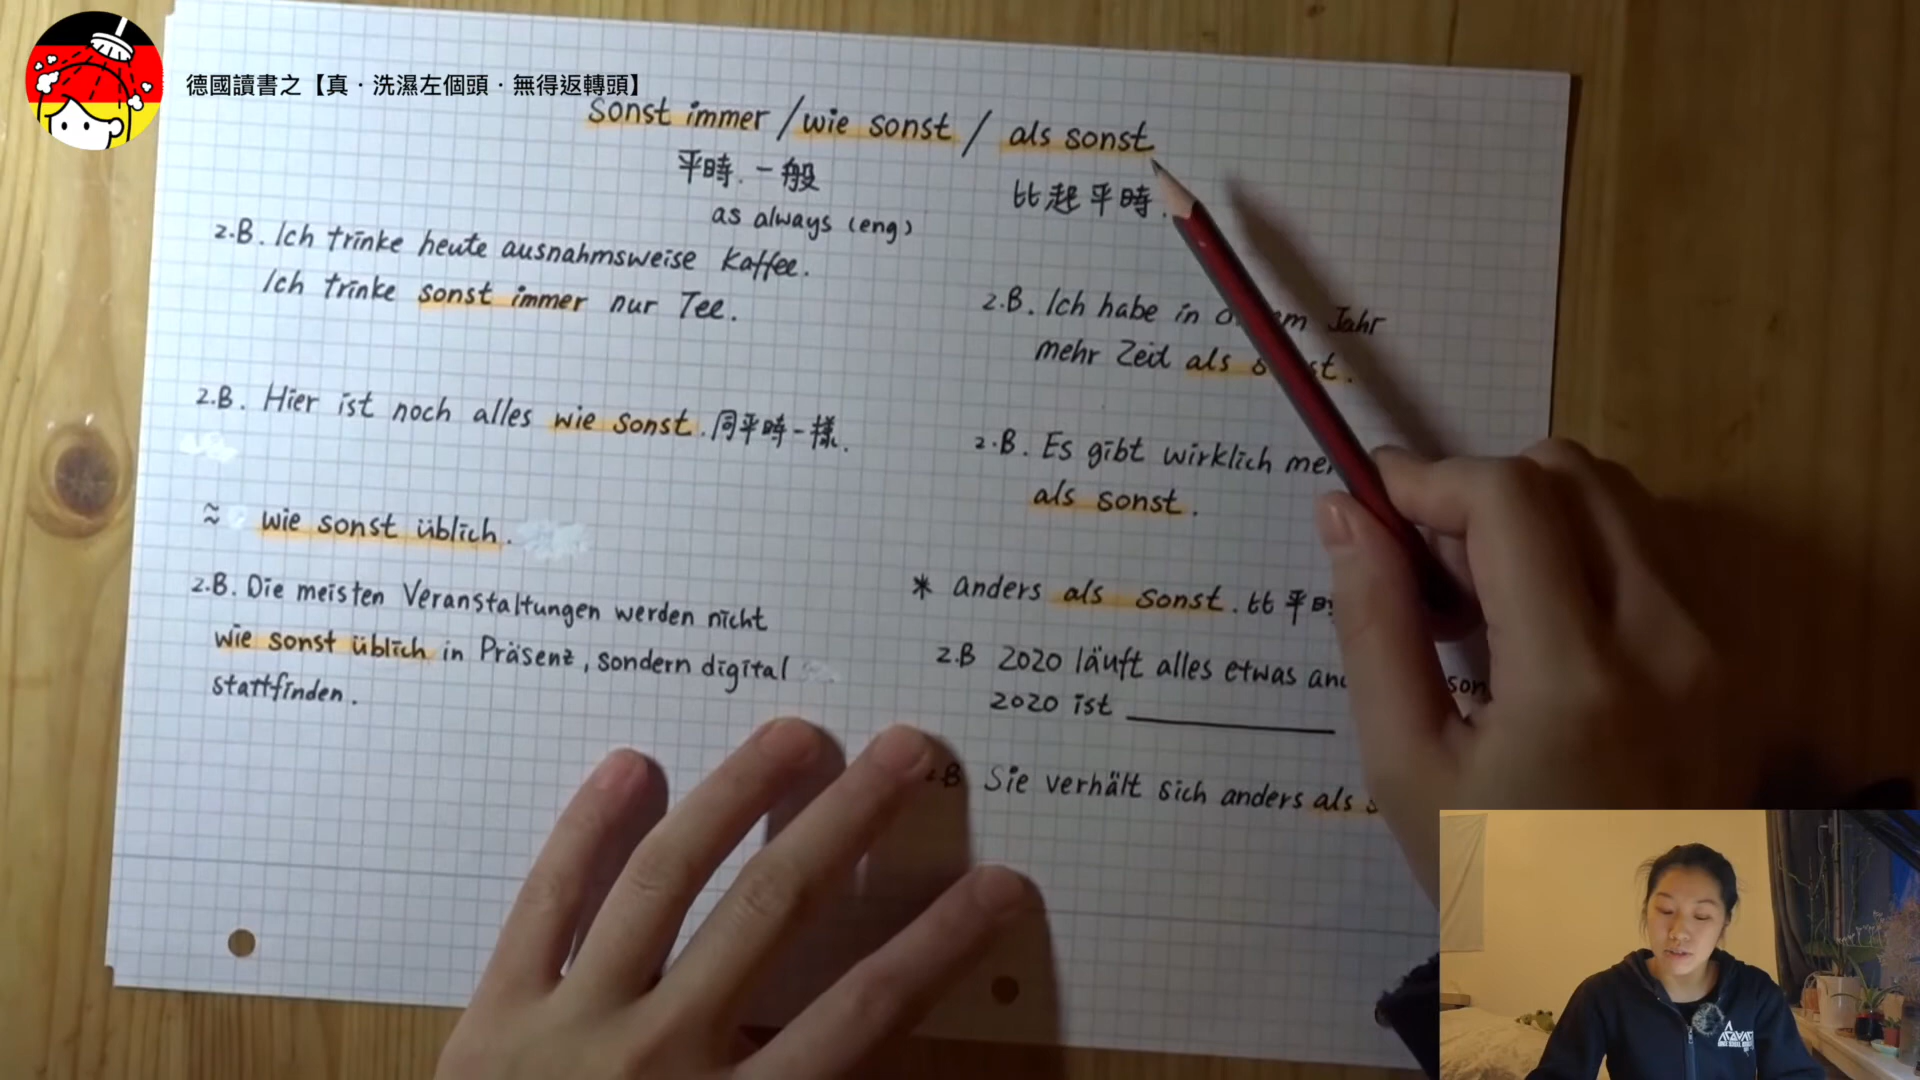 德國讀書之【真·洗濕左個頭·無得返轉頭】
sonst immer / wie sonst / als sonst
平時.一般
as always (eng)
比起平時.
z.B. Ich trinke heute ausnahmsweise Kaffee.
Ich trinke sonst immer nur Tee.
z.B. Hier ist noch alles wie sonst. 同平時一樣.
≈ wie sonst üblich.
z.B. Die meisten Veranstaltungen werden nicht
wie sonst üblich in Präsenz, sondern digital
stattfinden.
z.B. Ich habe in Jahr
mehr Zeit als
z.B. Es gibt wirklich
als sonst.
* anders als sonst. 比平
z.B 2020 läuft alles etwas
2020 ist
z.B Sie verhält sich anders als